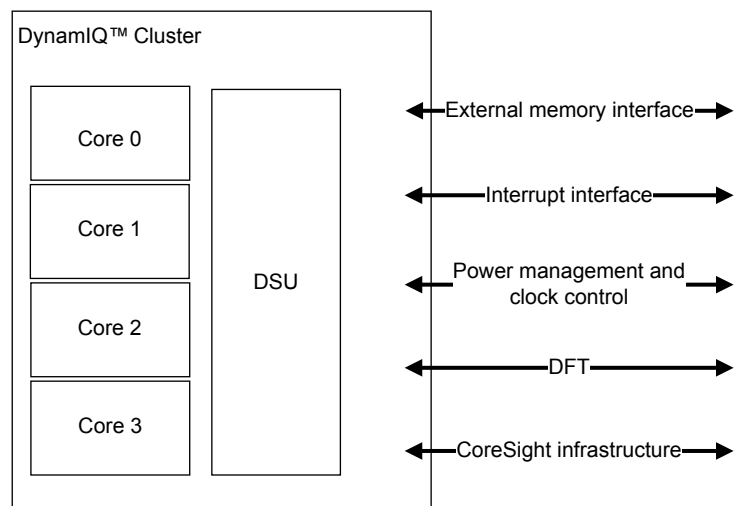 DynamIQ™ Cluster
Core 0
Core 1
Core 2
Core 3
DSU
External memory interface
Interrupt interface
Power management and
clock control
DFT
CoreSight infrastructure